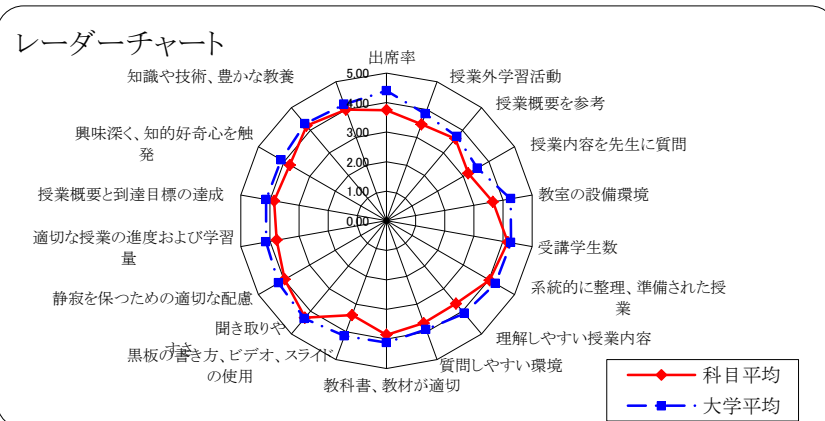 レーダーチャート
出席率
授業外学習活動
授業概要を参考
授業内容を先生に質問
教室の設備環境
受講学生数
系統的に整理、準備された授
業
理解しやすい授業内容
質問しやすい環境
教科書、教材が適切
黒板の書き方、ビデオ、スライド
の使用
聞き取りや
すさ
静寂を保つための適切な配慮
適切な授業の進度および学習
量
授業概要と到達目標の達成
興味深く、知的好奇心を触
発
知識や技術、豊かな教養
5.00
4.00
3.00
2.00
1.00
0.00
科目平均
大学平均